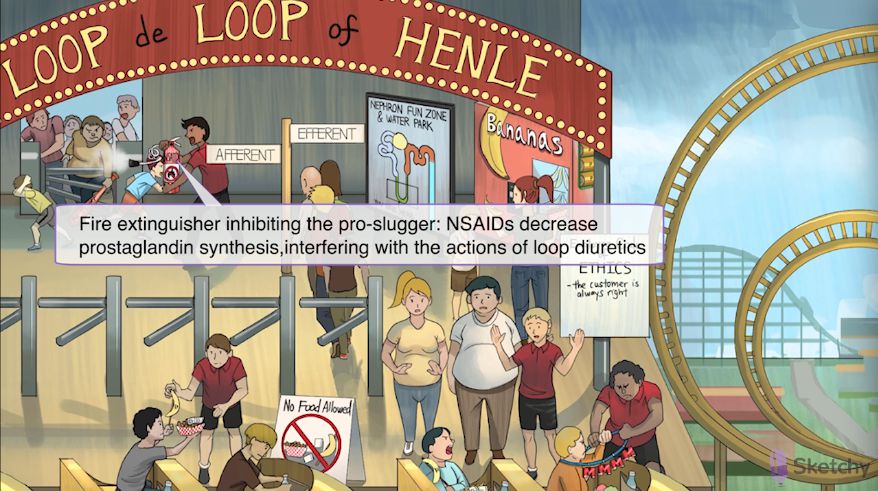 LOOP de LOOP of HENLE
NEPHRON FUN ZONE
& WATER PARK
Bananas
EFFERENT
AFFERENT
Fire extinguisher inhibiting the pro-slugger: NSAIDs decrease
prostaglandin synthesis,interfering with the actions of loop diuretics
ETHICS
-the customer is
always right
No Food Allowed
MMMM
Sketchy